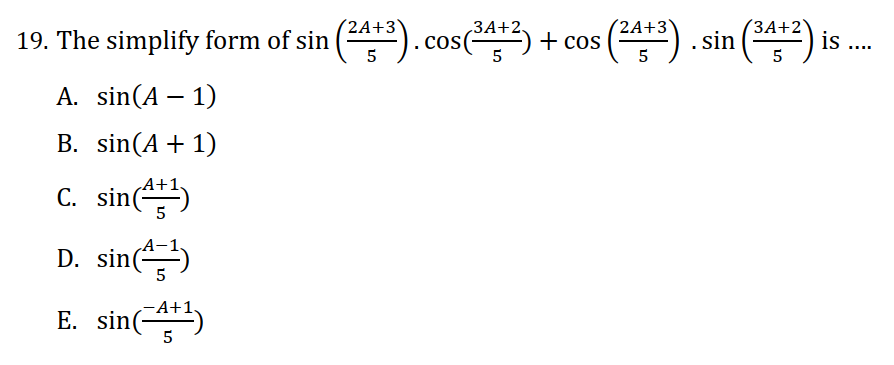 19. The simplify form of sin ((2A+3)/5) . cos((3A+2)/5) + cos ((2A+3)/5) . sin ((3A+2)/5) is ....
A. sin(A − 1)
B. sin(A + 1)
C. sin((A+1)/5)
D. sin((A−1)/5)
E. sin((−A+1)/5)